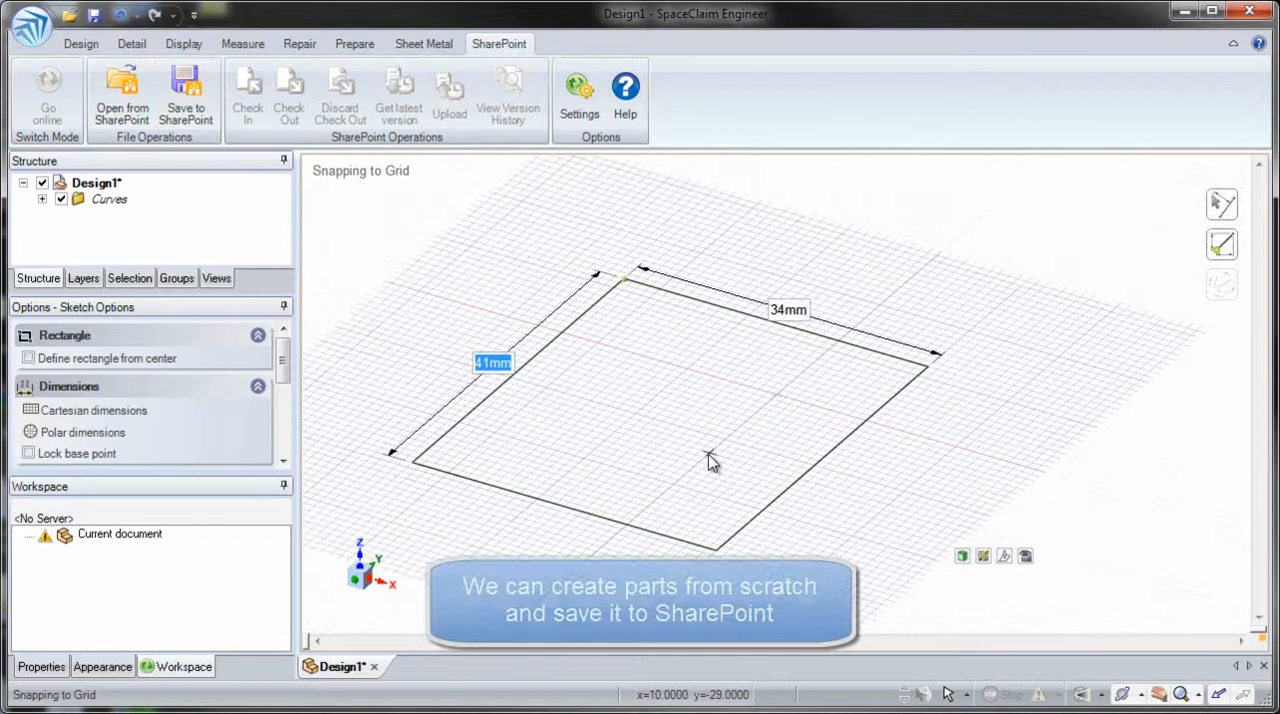 Design1 - SpaceClaim Engineer
Design Detail Display Measure Repair Prepare Sheet Metal SharePoint
Go online
Open from SharePoint
Save to SharePoint
Check In
Check Out
Discard Check Out
Get latest version
Upload
View Version History
Settings
Help
Switch Mode File Operations SharePoint Operations Options
Structure
Design1*
Curves
Structure Layers Selection Groups Views
Options - Sketch Options
Rectangle
Define rectangle from center
Dimensions
Cartesian dimensions
Polar dimensions
Lock base point
Workspace
<No Server>
Current document
Properties Appearance Workspace
Snapping to Grid
34mm
41mm
Z
Y
X
We can create parts from scratch
and save it to SharePoint
Design1*
Snapping to Grid
x=10.0000 y=-29.0000
Stop